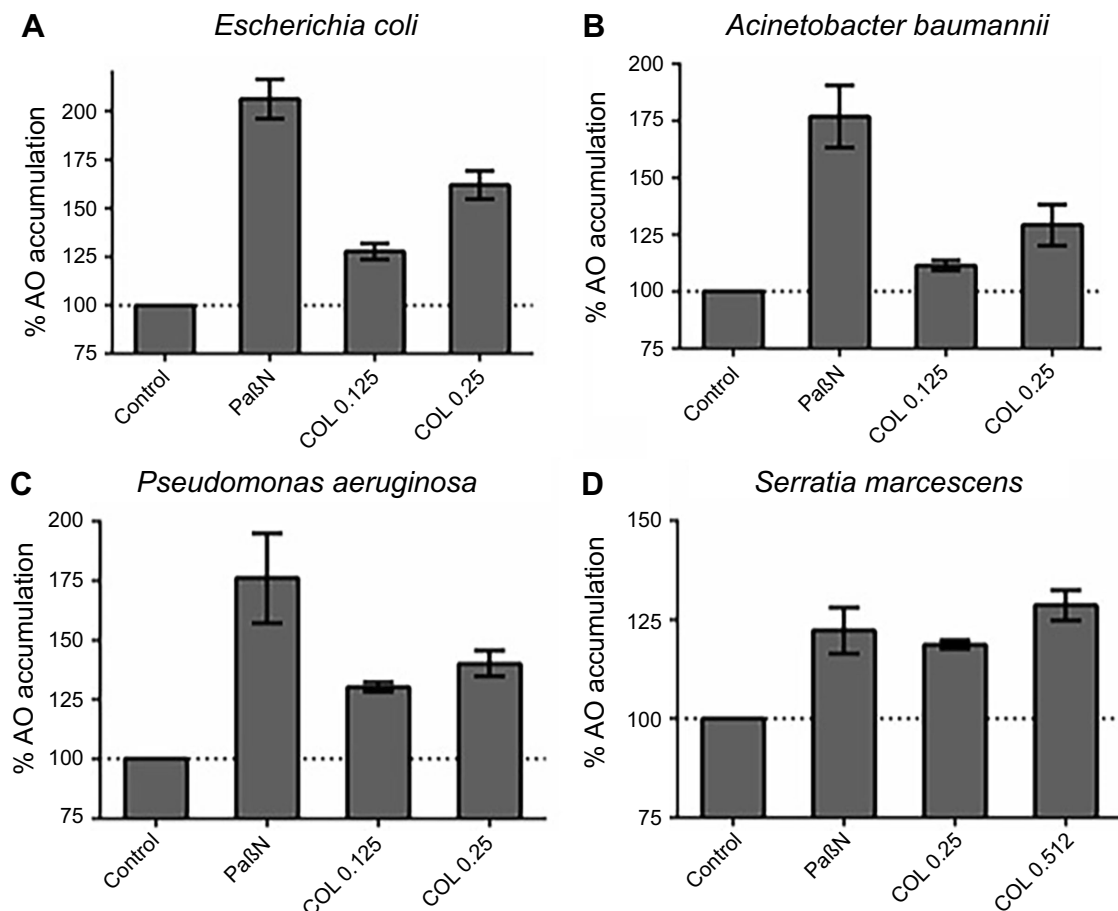 A
Escherichia coli
% AO accumulation
200
175
150
125
100
75
Control
PaßN
COL 0.125
COL 0.25
B
Acinetobacter baumannii
% AO accumulation
200
175
150
125
100
75
Control
PaßN
COL 0.125
COL 0.25
C
Pseudomonas aeruginosa
% AO accumulation
200
175
150
125
100
75
Control
PaßN
COL 0.125
COL 0.25
D
Serratia marcescens
% AO accumulation
150
125
100
75
Control
PaßN
COL 0.25
COL 0.512